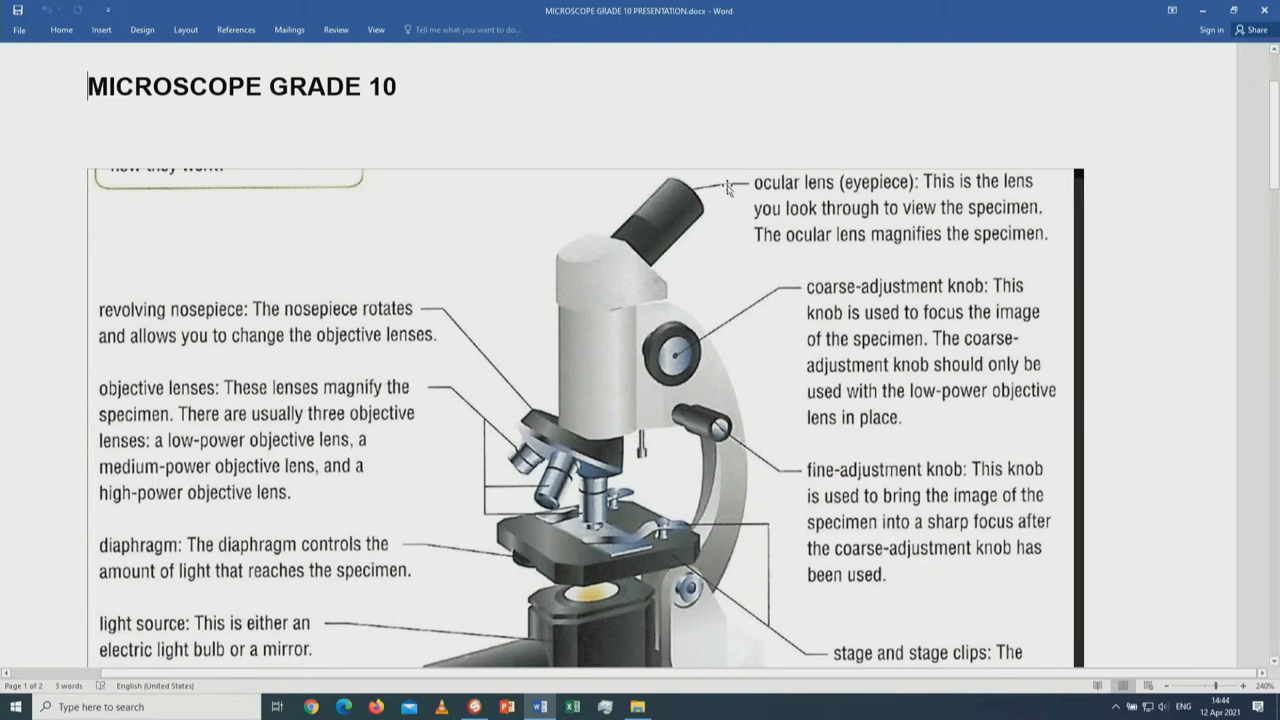 MICROSCOPE GRADE 10 PRESENTATION.docx - Word
File Home Insert Design Layout References Mailings Review View Tell me what you want to do... Sign in Share
MICROSCOPE GRADE 10
how they work.
ocular lens (eyepiece): This is the lens
you look through to view the specimen.
The ocular lens magnifies the specimen.
revolving nosepiece: The nosepiece rotates
and allows you to change the objective lenses.
objective lenses: These lenses magnify the
specimen. There are usually three objective
lenses: a low-power objective lens, a
medium-power objective lens, and a
high-power objective lens.
diaphragm: The diaphragm controls the
amount of light that reaches the specimen.
light source: This is either an
electric light bulb or a mirror.
coarse-adjustment knob: This
knob is used to focus the image
of the specimen. The coarse-
adjustment knob should only be
used with the low-power objective
lens in place.
fine-adjustment knob: This knob
is used to bring the image of the
specimen into a sharp focus after
the coarse-adjustment knob has
been used.
stage and stage clips: The
Page 1 of 2 3 words English (United States) 240%
Type here to search ENG 14:44
12 Apr 2021